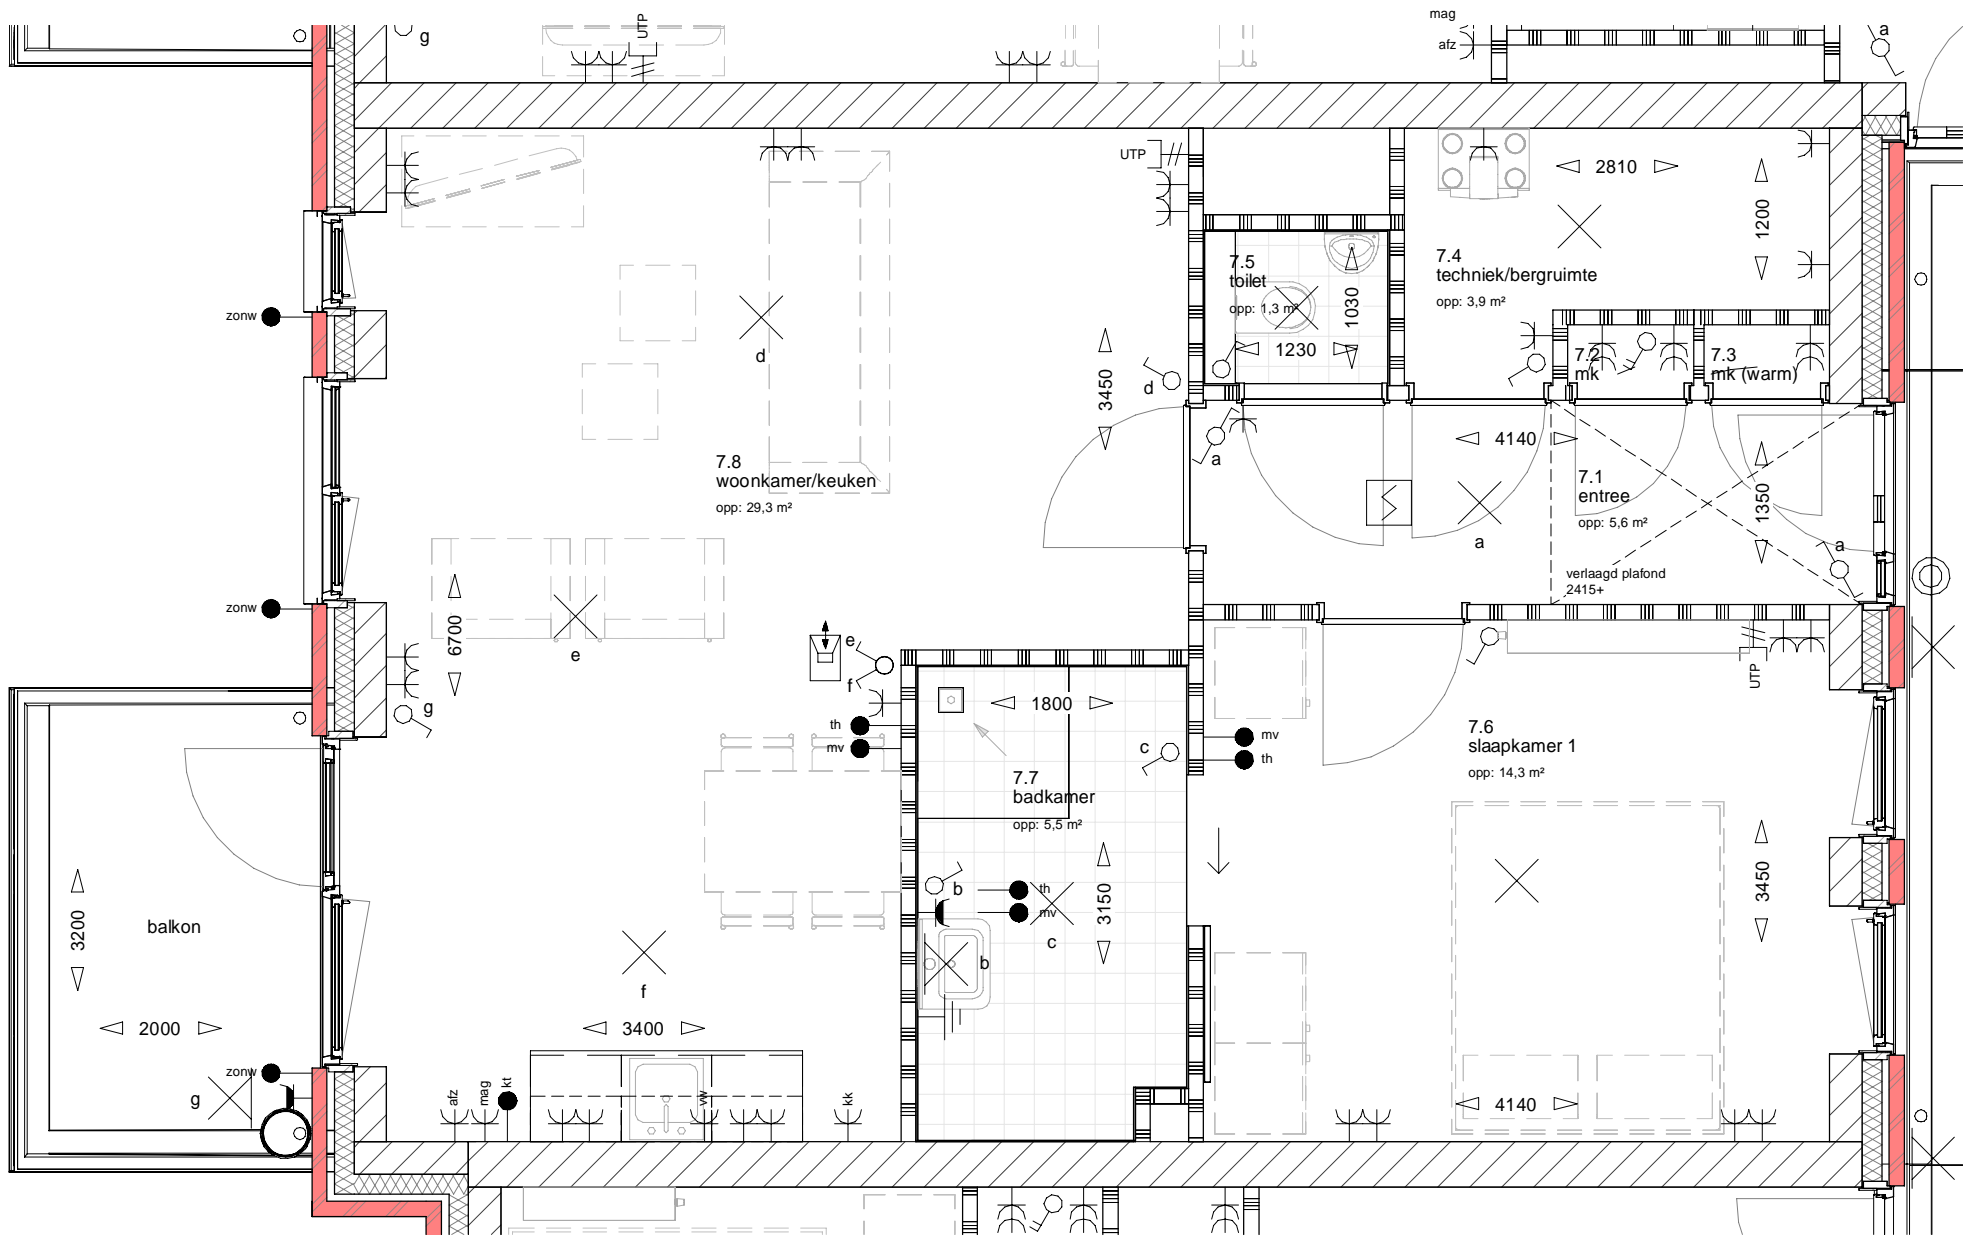 mag
afz
g
UTP
a
UTP
2810
1200
7.4
techniek/bergruimte
opp: 3,9 m²
7.5
toilet
opp: 1,3 m²
1030
1230
zonw
d
d
3450
7.2
mk
7.3
mk (warm)
a
4140
7.8
woonkamer/keuken
opp: 29,3 m²
7.1
entree
opp: 5,6 m²
1350
a
a
verlaagd plafond
2415+
zonw
6700
e
e
f
g
th
mv
1800
c
mv
th
UTP
7.6
slaapkamer 1
opp: 14,3 m²
7.7
badkamer
opp: 5,5 m²
3200
balkon
b
th
mv
c
3150
3450
b
f
2000
3400
zonw
g
afz
mag
kt
vw
kk
4140